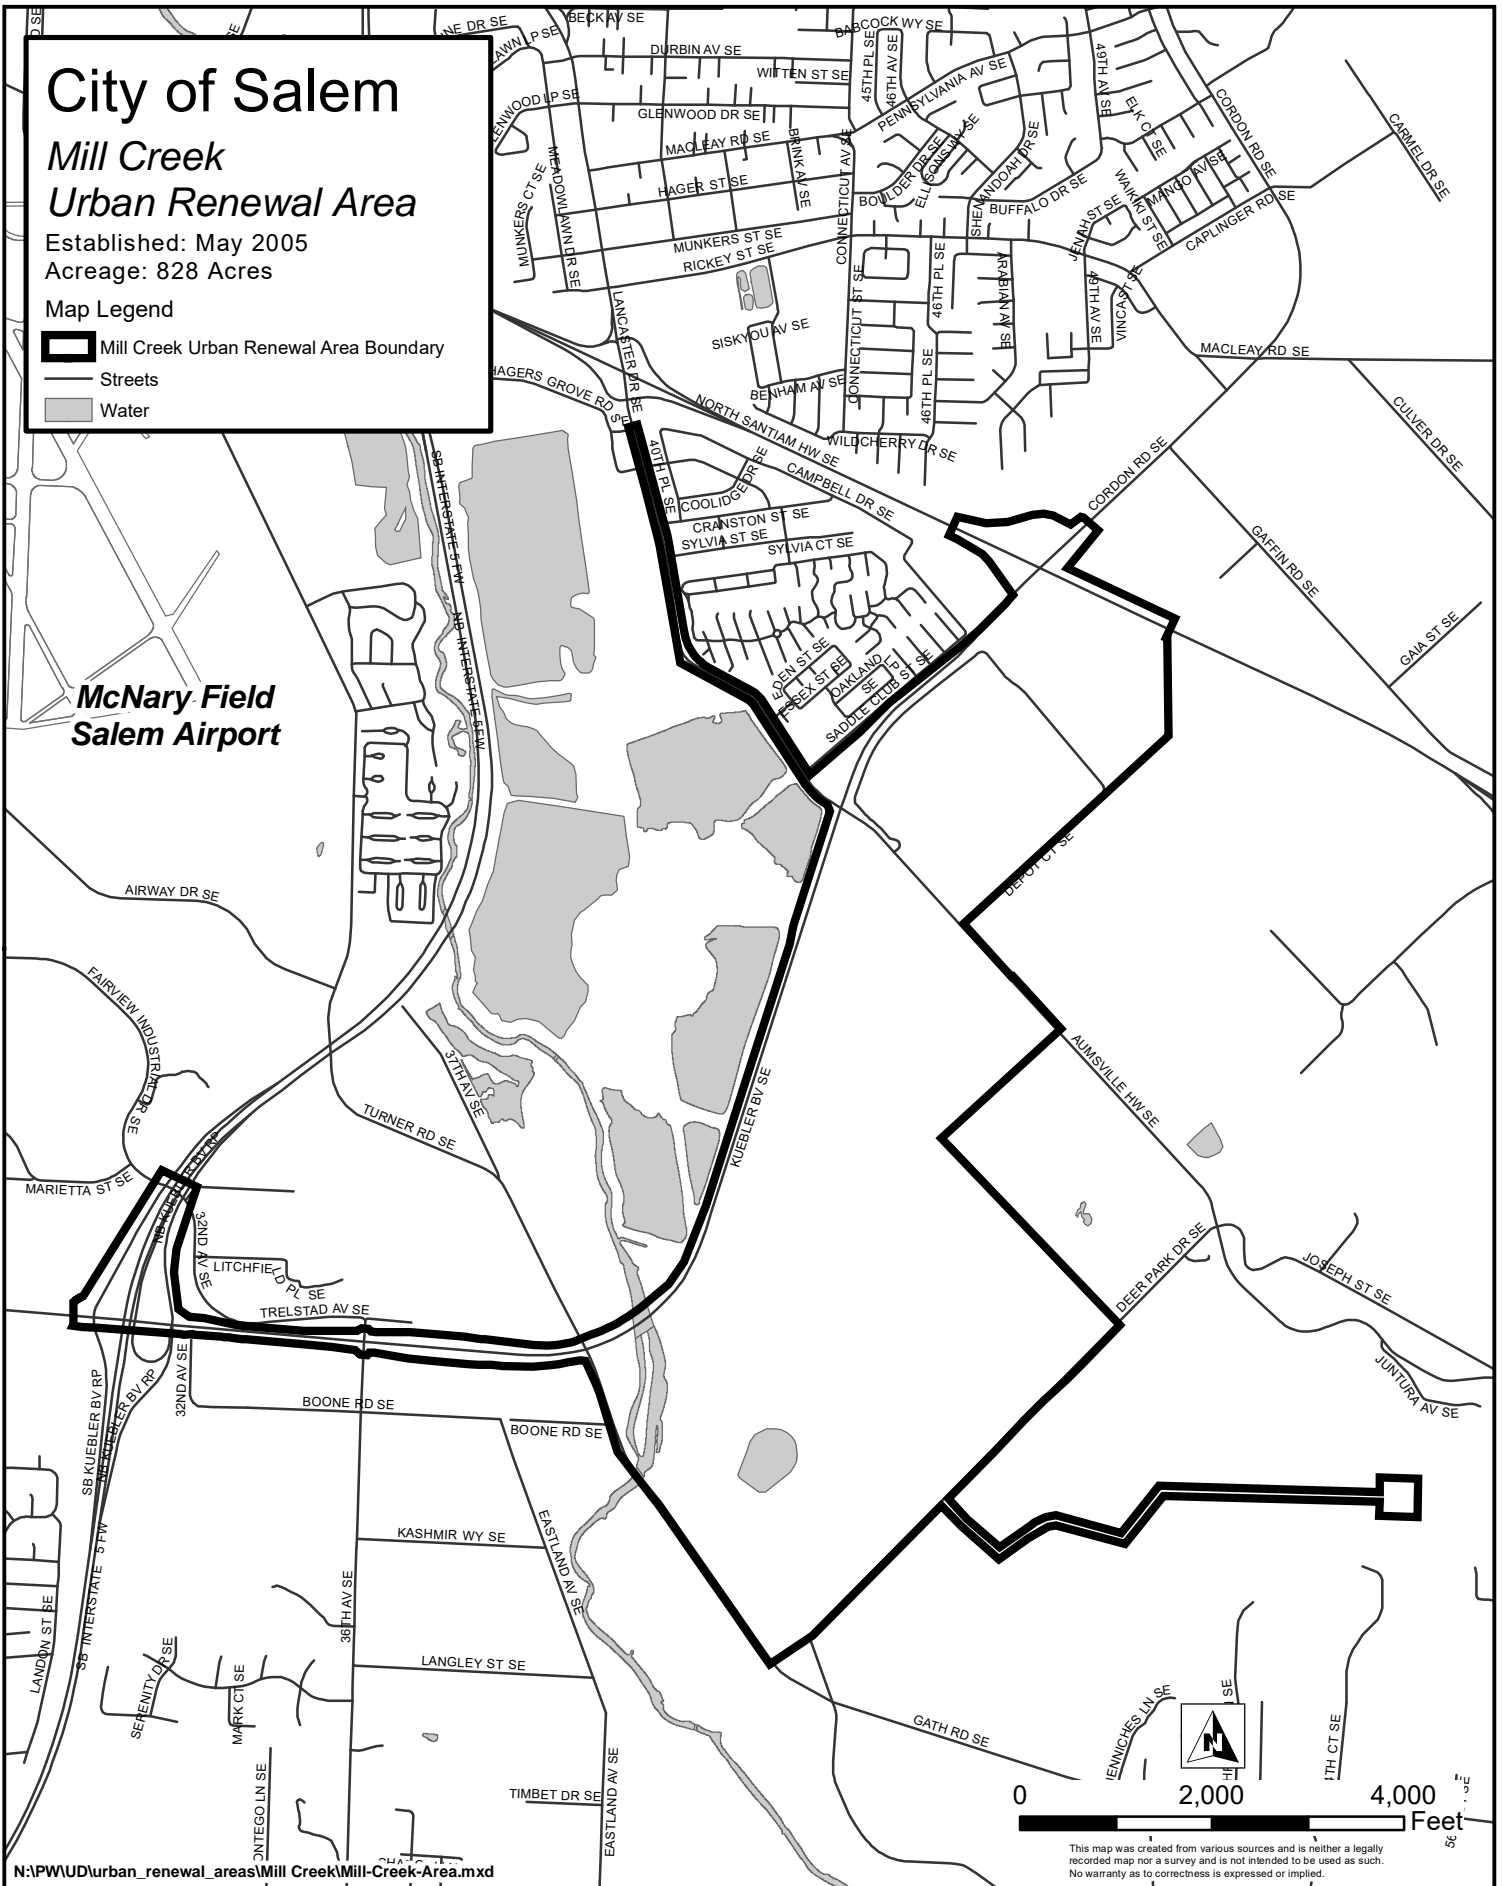 City of Salem
Mill Creek
Urban Renewal Area
Established: May 2005
Acreage: 828 Acres
Map Legend
Mill Creek Urban Renewal Area Boundary
Streets
Water
BECK AV SE
BABCOCK WY SE
DURBIN AV SE
WITTEN ST SE
45TH PL SE
46TH AV SE
PENNSYLVANIA AV SE
49TH AV SE
ELK CT SE
CORDON RD SE
CARMEL DR SE
GLENWOOD DR SE
MACLEAY RD SE
BRINK AV SE
HAGER ST SE
MUNKERS CT SE
MEADOWLAWN DR SE
CONNECTICUT AV SE
BOULDER DR SE
ELLISONS WY SE
SHENANDOAH DR SE
BUFFALO DR SE
WAIKIKI ST SE
MANGO AV SE
JENAH ST SE
CAPLINGER RD SE
MUNKERS ST SE
RICKEY ST SE
LANCASTER DR SE
SISKYOU AV SE
CONNECTICUT ST SE
46TH PL SE
ARABIAN AV SE
49TH AV SE
VINCA ST SE
MACLEAY RD SE
HAGERS GROVE RD SE
BENHAM AV SE
46TH PL SE
NORTH SANTIAM HW SE
WILDCHERRY DR SE
CULVER DR SE
CORDON RD SE
40TH PL SE
COOLIDGE DR SE
CAMPBELL DR SE
CRANSTON ST SE
SYLVIA ST SE
SYLVIA CT SE
GAFFIN RD SE
GAIA ST SE
SB INTERSTATE 5 FW
NB INTERSTATE 5 FW
EDEN ST SE
ESSEX ST SE
OAKLAND LP SE
SADDLE CLUB ST SE
McNary Field
Salem Airport
DEPOT CT SE
AIRWAY DR SE
FAIRVIEW INDUSTRIAL DR SE
37TH AV SE
TURNER RD SE
KUEBLER BV SE
AUMSVILLE HW SE
MARIETTA ST SE
NB KUEBLER BV RP
32ND AV SE
LITCHFIELD PL SE
TRELSTAD AV SE
DEER PARK DR SE
JOSEPH ST SE
JUNTURA AV SE
SB KUEBLER BV RP
NB KUEBLER BV RP
32ND AV SE
BOONE RD SE
BOONE RD SE
KASHMIR WY SE
EASTLAND AV SE
SB INTERSTATE 5 FW
LANDON ST SE
36TH AV SE
SERENITY DR SE
MARK CT SE
LANGLEY ST SE
GATH RD SE
TIMBET DR SE
EASTLAND AV SE
N
0 2,000 4,000
Feet
This map was created from various sources and is neither a legally
recorded map nor a survey and is not intended to be used as such.
No warranty as to correctness is expressed or implied.
N:\PW\UD\urban_renewal_areas\Mill Creek\Mill-Creek-Area.mxd